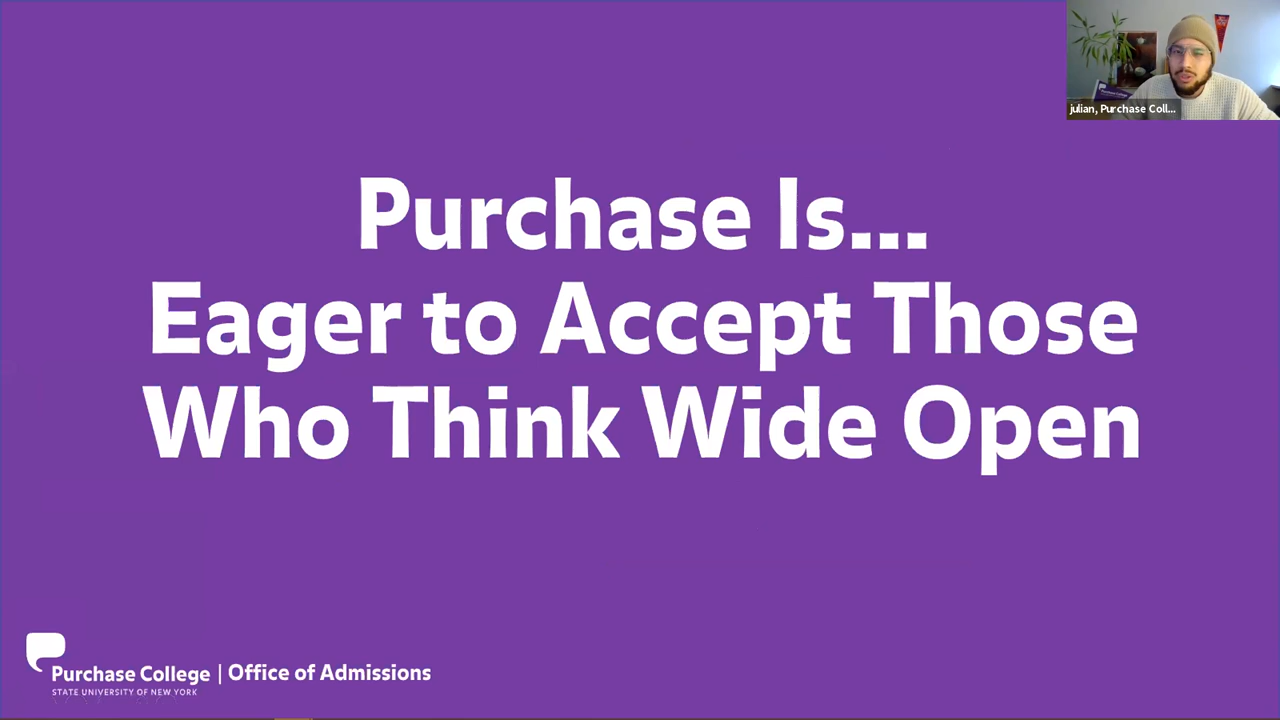 julian, Purchase Coll...
Purchase Is...
Eager to Accept Those
Who Think Wide Open
Purchase College | Office of Admissions
STATE UNIVERSITY OF NEW YORK